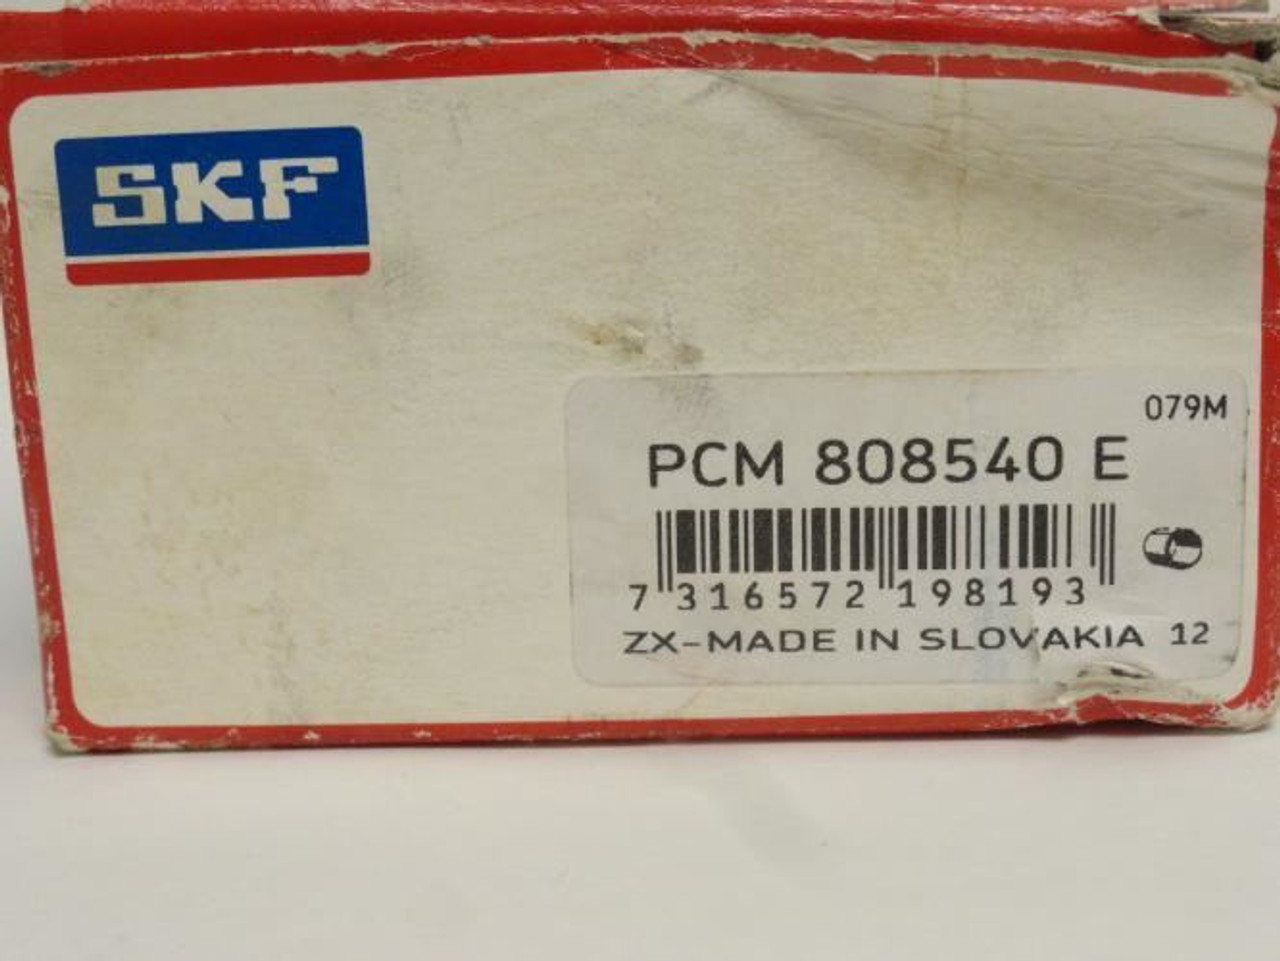 SKF
079M
PCM 808540 E
7 316572 198193
ZX-MADE IN SLOVAKIA 12